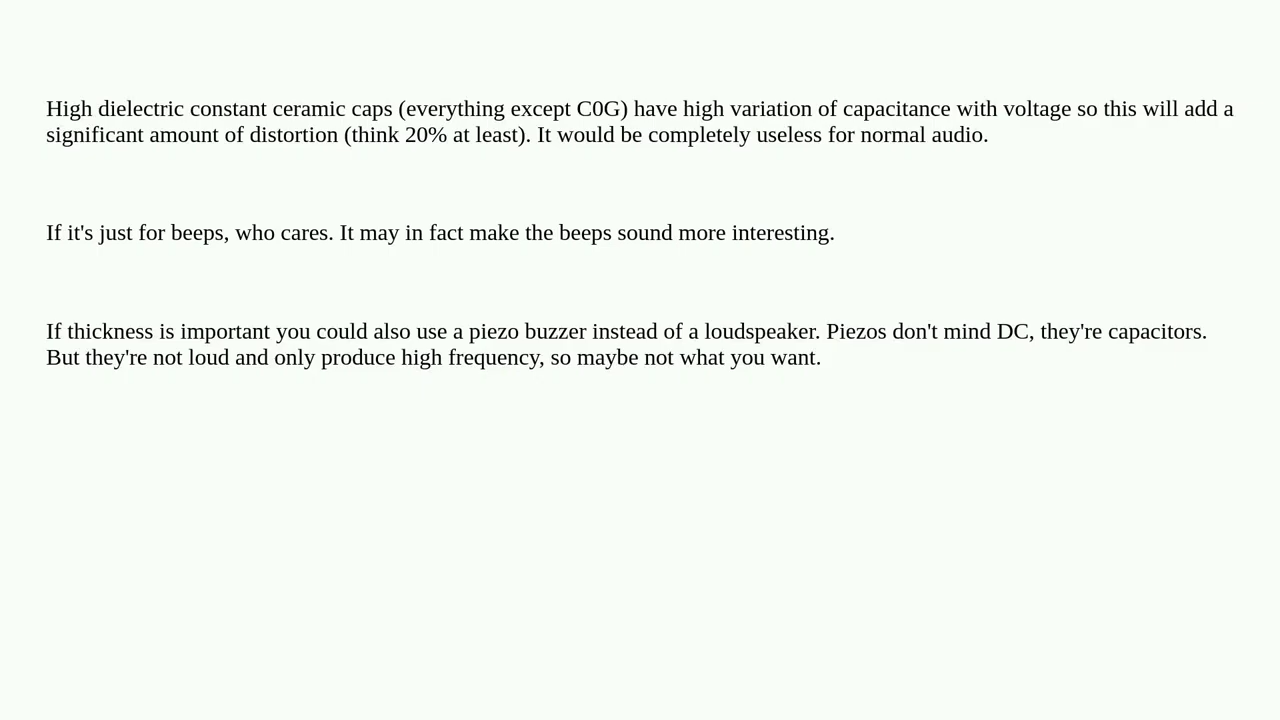 High dielectric constant ceramic caps (everything except C0G) have high variation of capacitance with voltage so this will add a
significant amount of distortion (think 20% at least). It would be completely useless for normal audio.
If it's just for beeps, who cares. It may in fact make the beeps sound more interesting.
If thickness is important you could also use a piezo buzzer instead of a loudspeaker. Piezos don't mind DC, they're capacitors.
But they're not loud and only produce high frequency, so maybe not what you want.